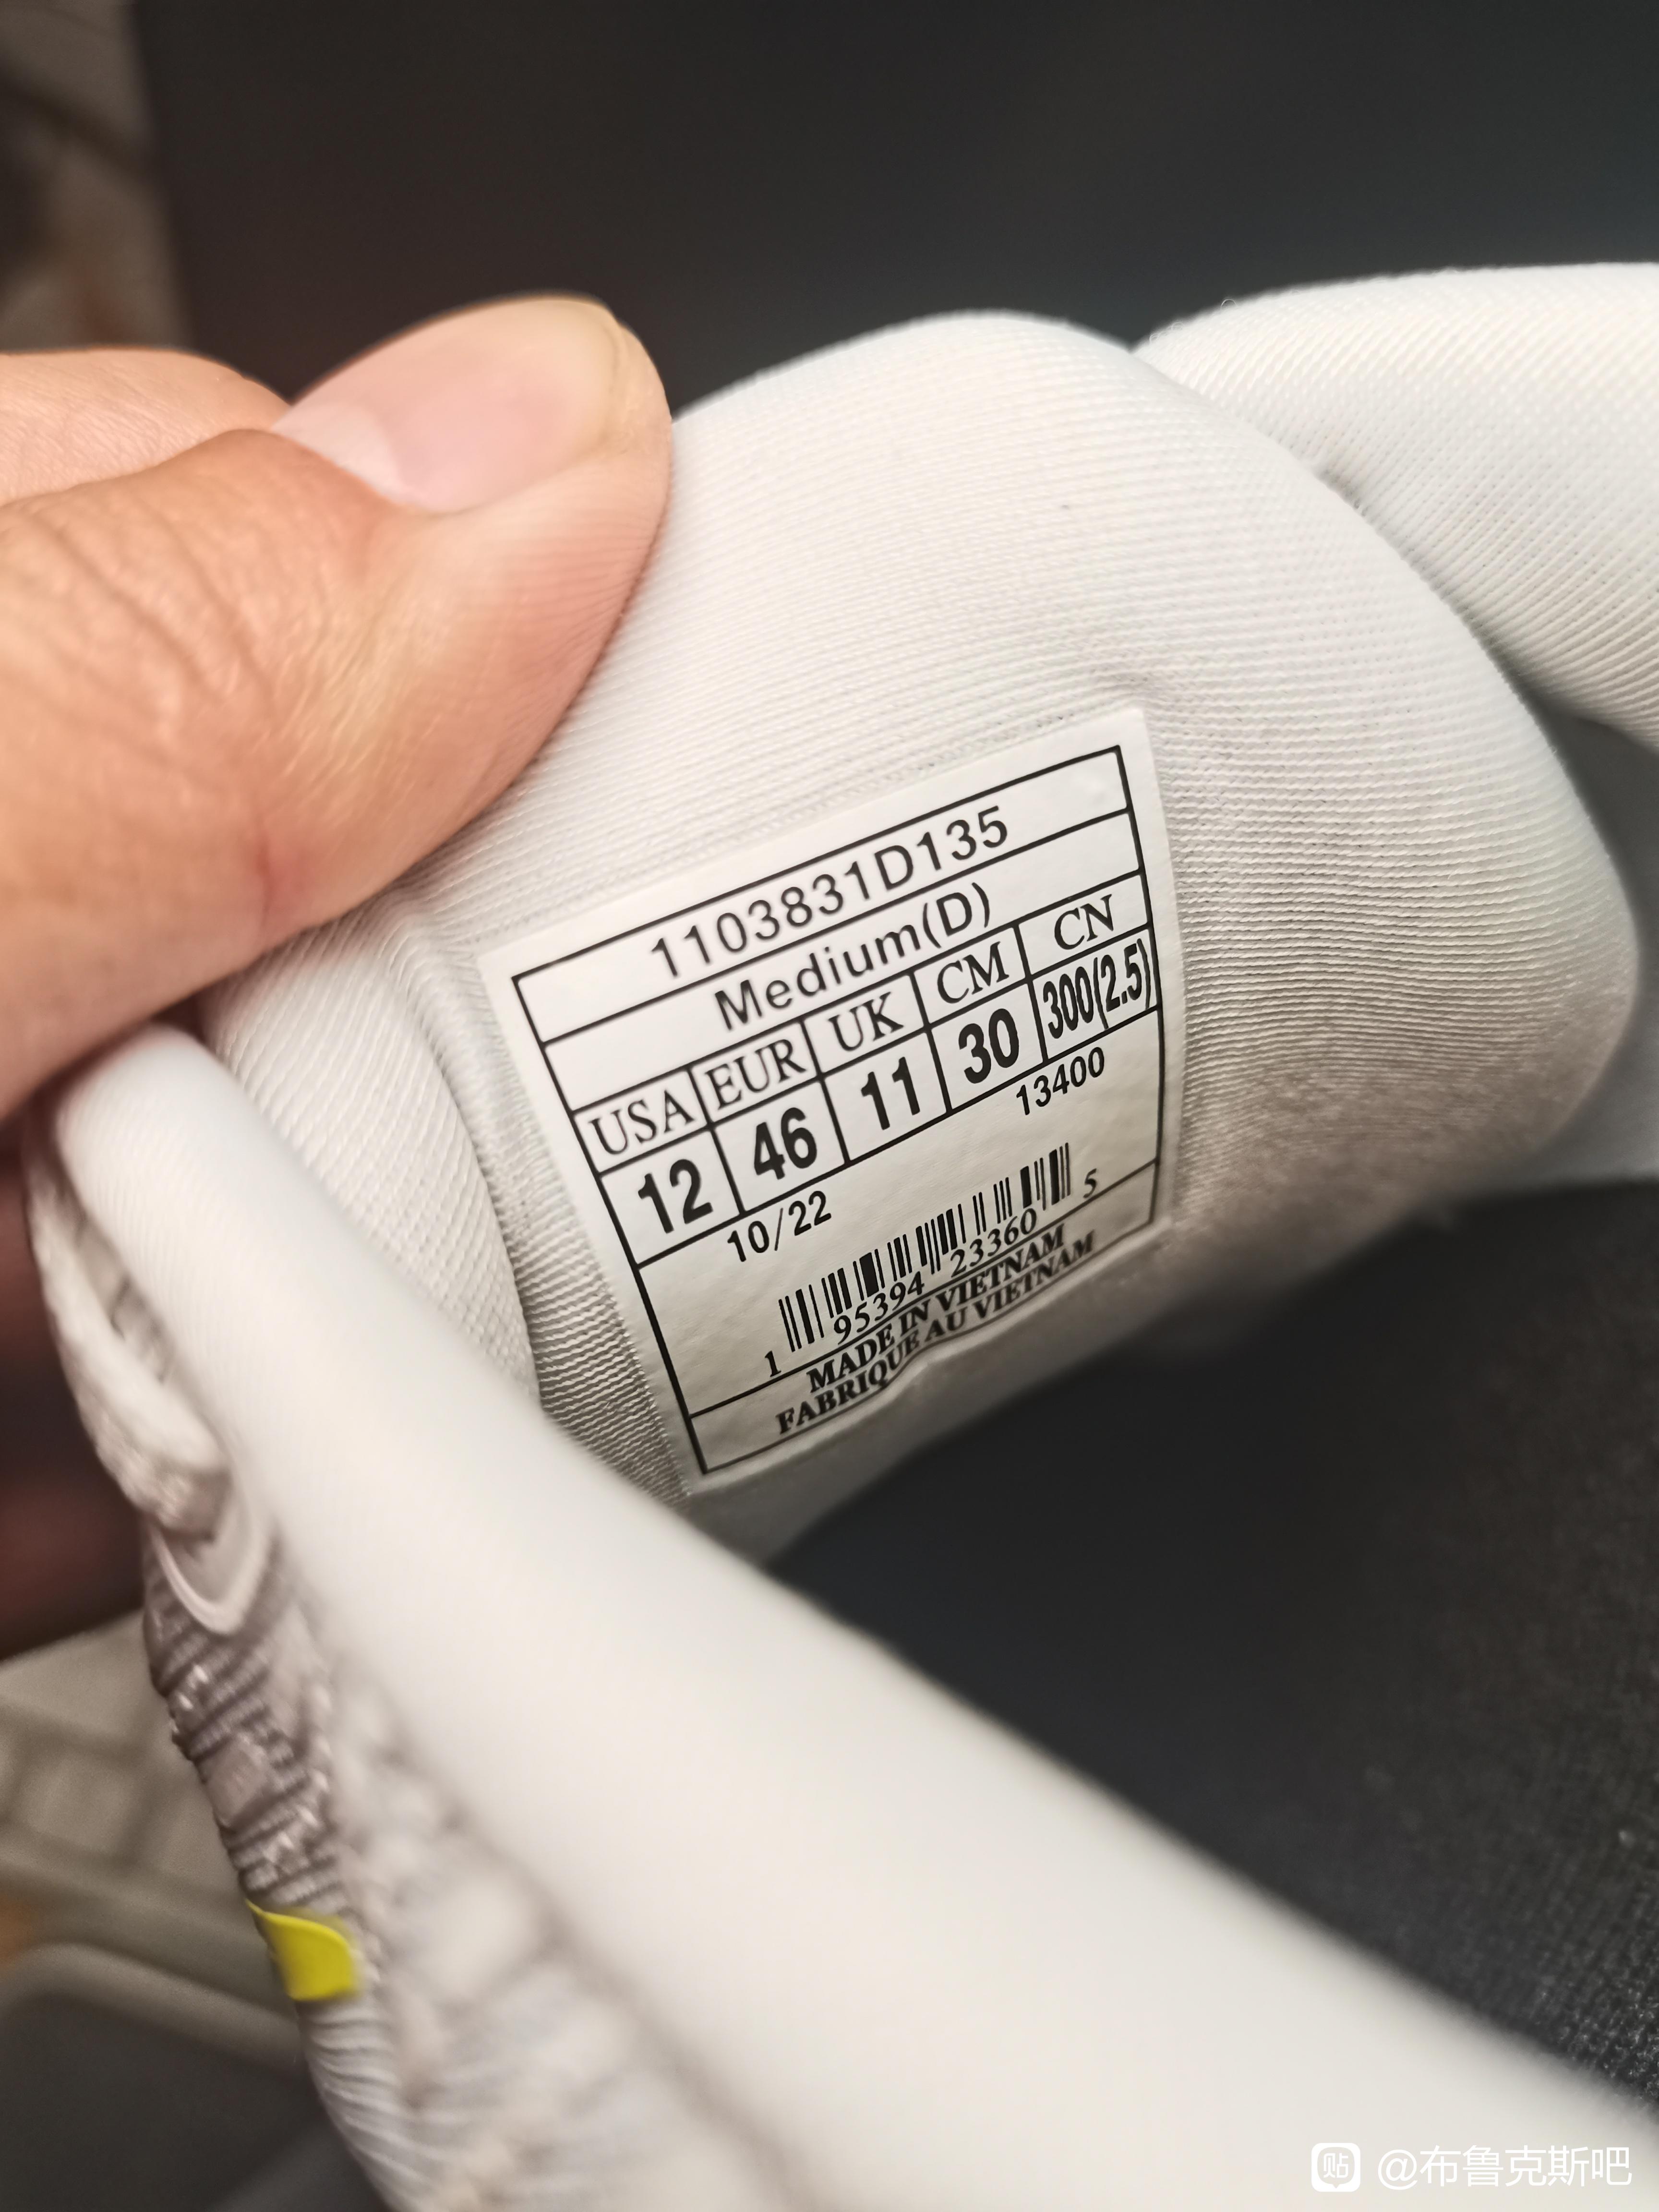 1103831D135
Medium(D)
USA EUR UK CM CN
12 46 11 30 300(2.5)
10/22 13400
1 95394 23360 5
MADE IN VIETNAM
FABRIQUE AU VIETNAM
贴 @布鲁克斯吧